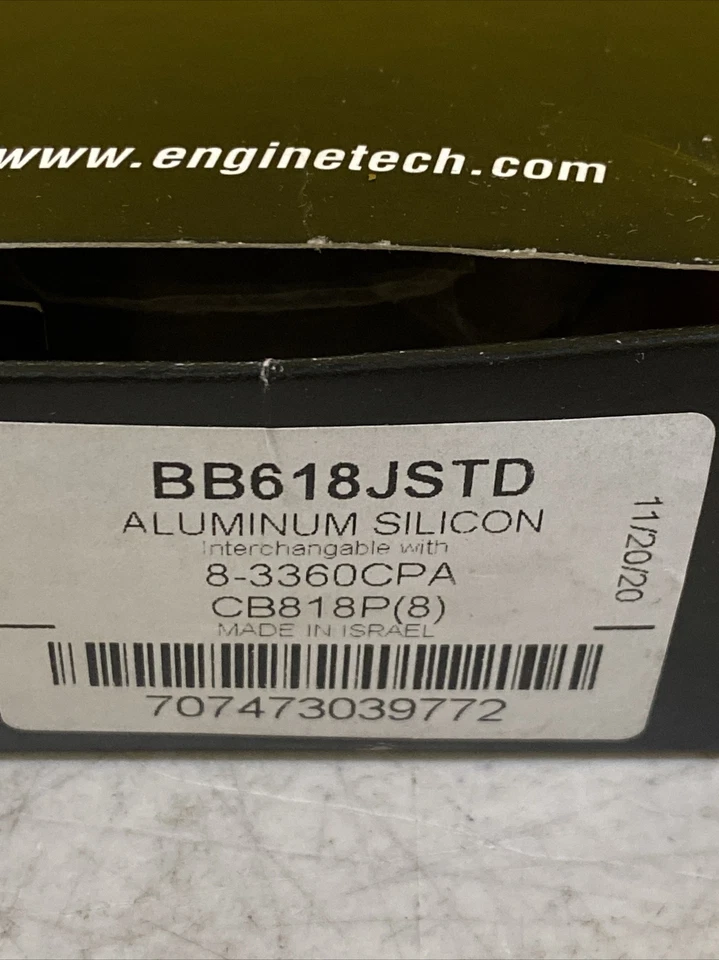 www.enginetech.com
BB618JSTD
ALUMINUM SILICON
Interchangable with
8-3360CPA
CB818P(8)
MADE IN ISRAEL
707473039772
11/20/20